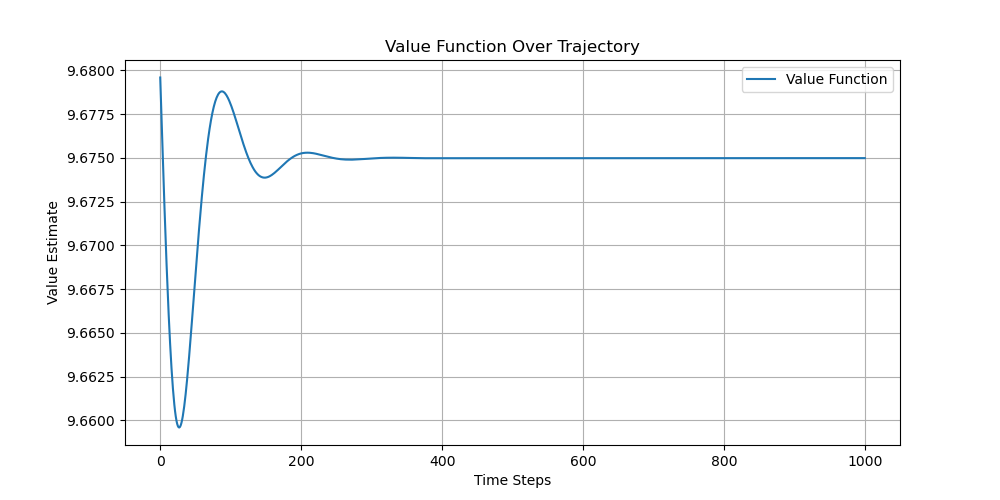 Value Function Over Trajectory
Value Function
Value Estimate
9.6800
9.6775
9.6750
9.6725
9.6700
9.6675
9.6650
9.6625
9.6600
0 200 400 600 800 1000
Time Steps